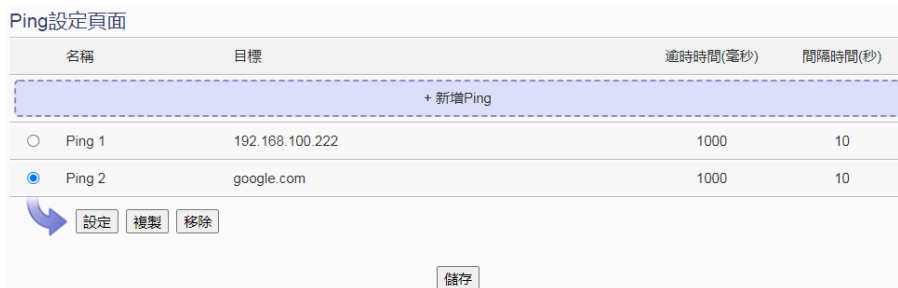 Ping設定頁面
名稱 目標 逾時時間(毫秒) 間隔時間(秒)
+ 新增Ping
Ping 1 192.168.100.222 1000 10
Ping 2 google.com 1000 10
設定 複製 移除
儲存